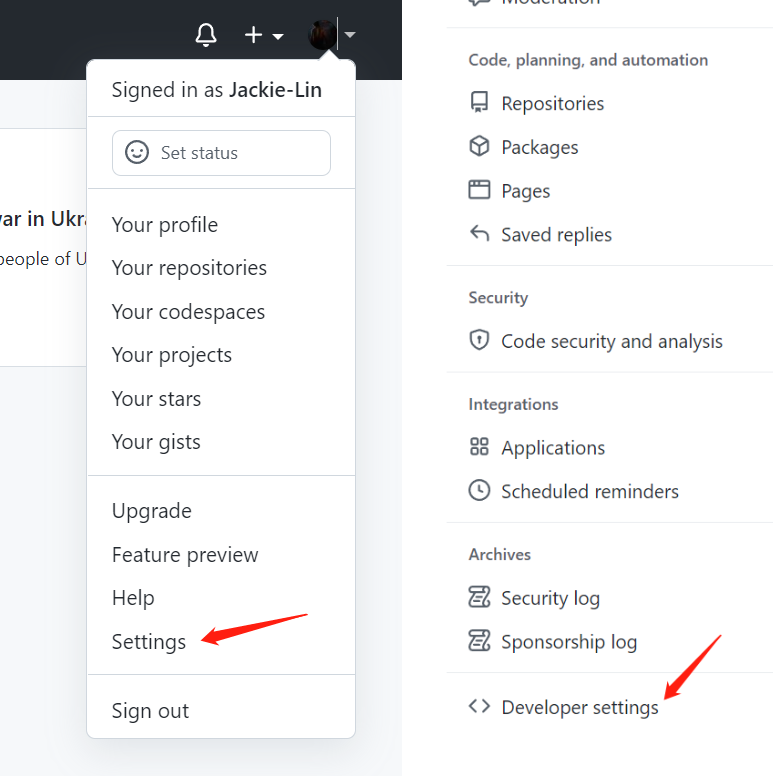 Signed in as Jackie-Lin
Set status
war in Ukra
people of U
Your profile
Your repositories
Your codespaces
Your projects
Your stars
Your gists
Upgrade
Feature preview
Help
Settings
Sign out
Moderation
Code, planning, and automation
Repositories
Packages
Pages
Saved replies
Security
Code security and analysis
Integrations
Applications
Scheduled reminders
Archives
Security log
Sponsorship log
Developer settings